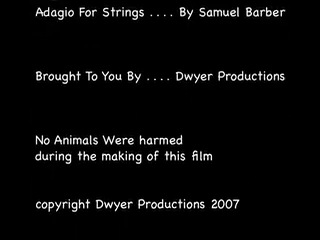 Adagio For Strings .... By Samuel Barber
Brought To You By .... Dwyer Productions
No Animals Were harmed
during the making of this film
copyright Dwyer Productions 2007